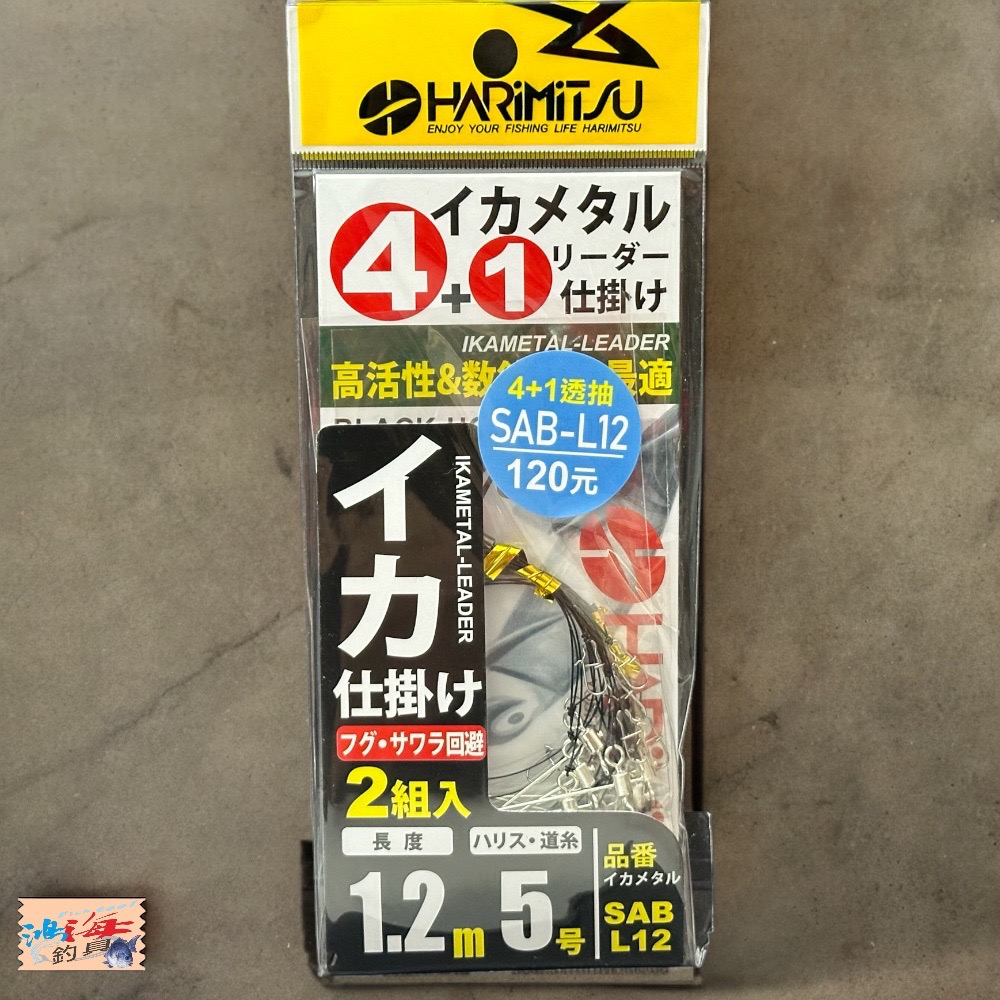 HARiMiTSU
ENJOY YOUR FISHING LIFE HARIMITSU
4+1
イカメタル
リーダー
仕掛け
IKAMETAL-LEADER
高活性&数
最適
4+1透抽
SAB-L12
120元
イカ
仕掛け
IKAMETAL-LEADER
フグ・サワラ回避
2組入
長度
ハリス・道糸
1.2m
5号
品番
イカメタル
SAB
L12
海釣具